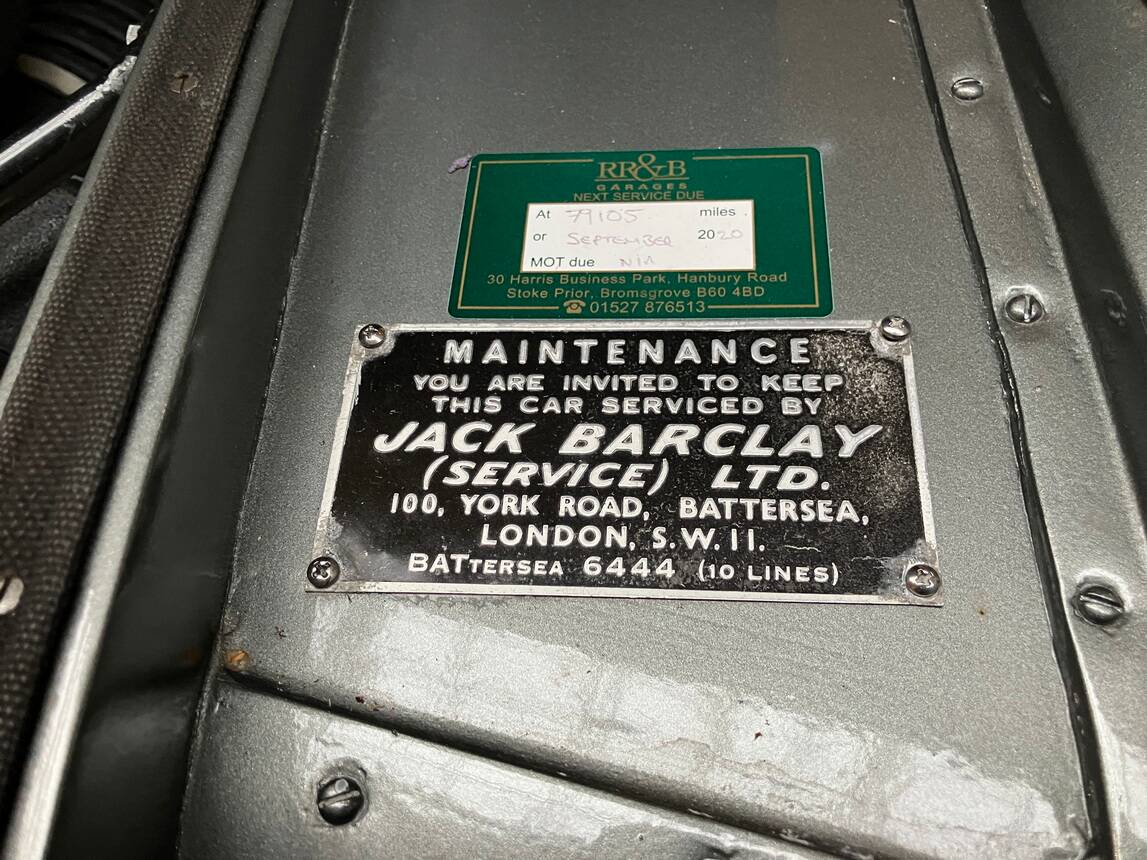 RR&B
GARAGES
NEXT SERVICE DUE
At 79105 miles
or SEPTEMBER 2020
MOT due N/A
30 Harris Business Park, Hanbury Road
Stoke Prior, Bromsgrove B60 4BD
☎ 01527 876513
MAINTENANCE
YOU ARE INVITED TO KEEP
THIS CAR SERVICED BY
JACK BARCLAY
(SERVICE) LTD.
100, YORK ROAD, BATTERSEA,
LONDON, S.W.11.
BATTERSEA 6444 (10 LINES)